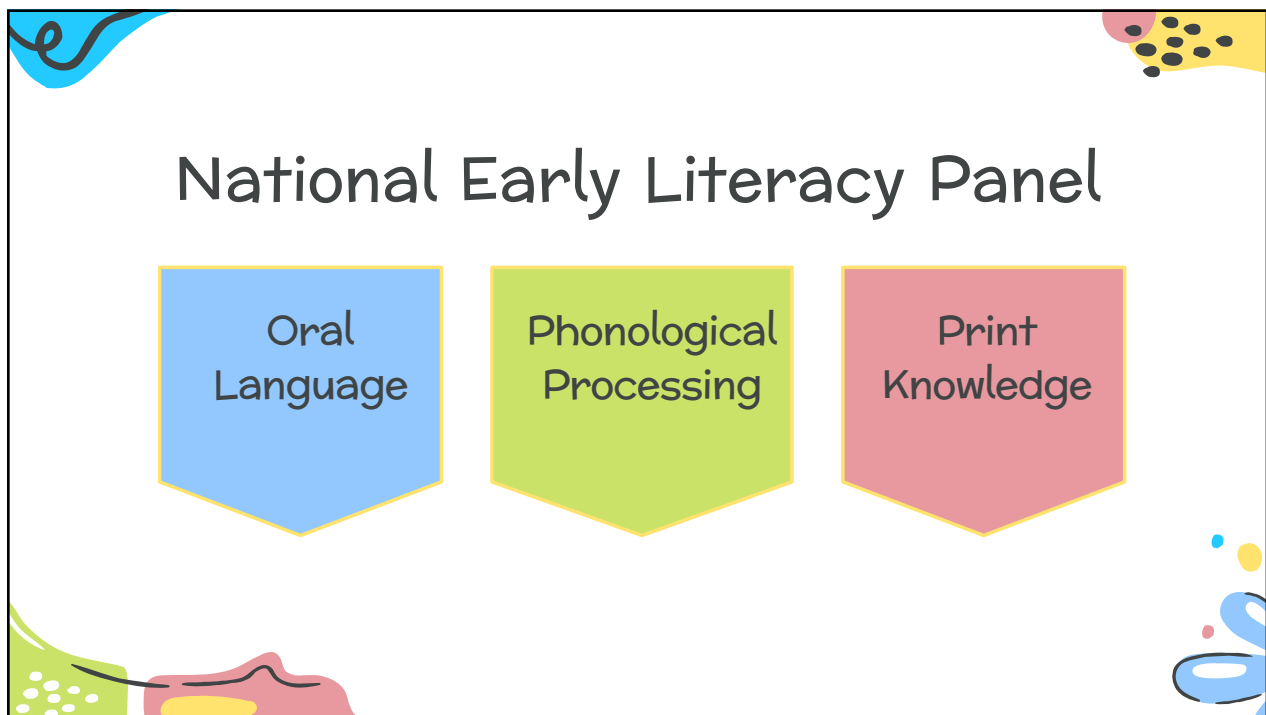 National Early Literacy Panel
Oral
Language
Phonological
Processing
Print
Knowledge